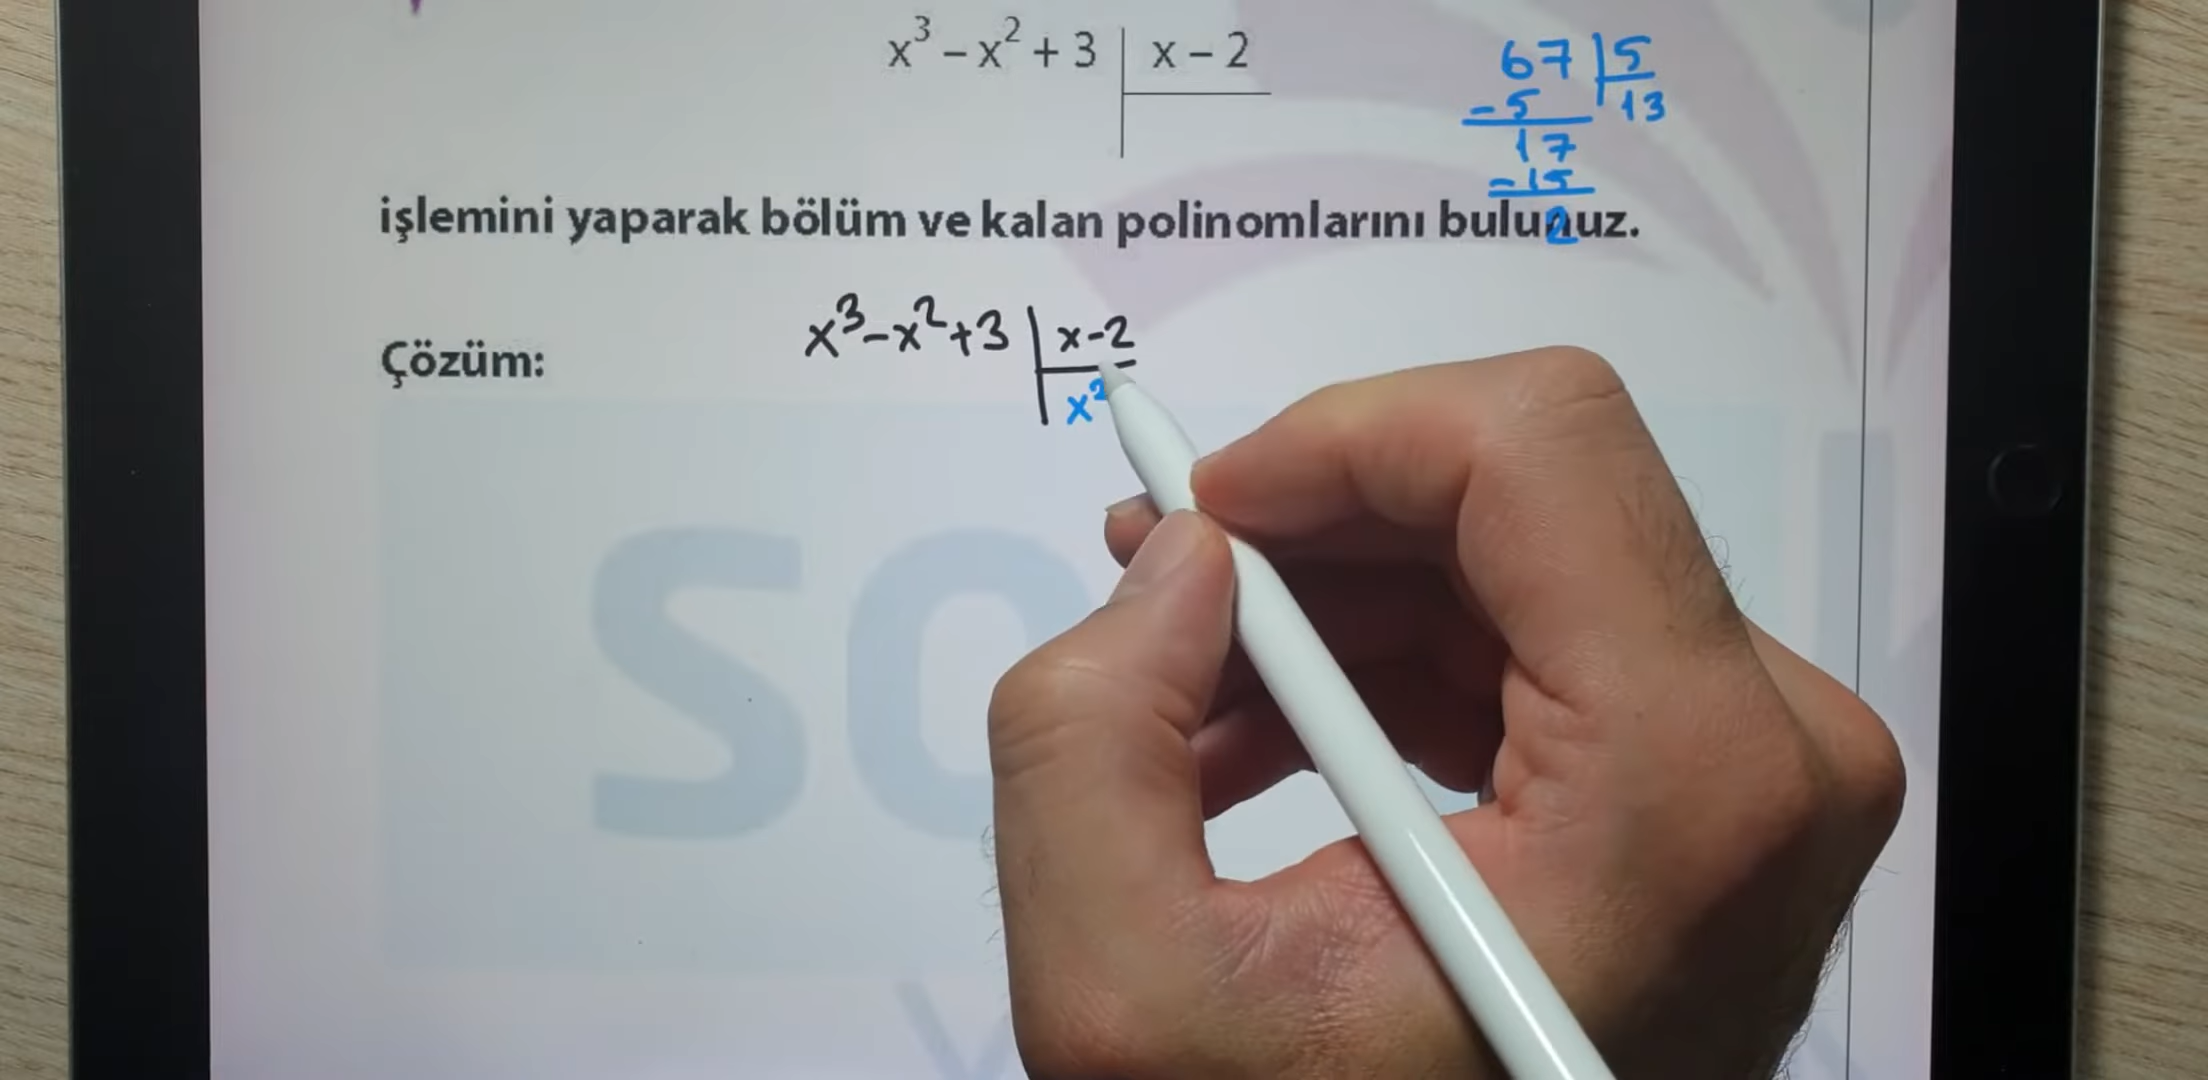 x³ – x² + 3 | x – 2
67 | 5
-5 13
17
-15
2
işlemini yaparak bölüm ve kalan polinomlarını bulunuz.
Çözüm:
x³-x²+3 | x-2
x²
SO